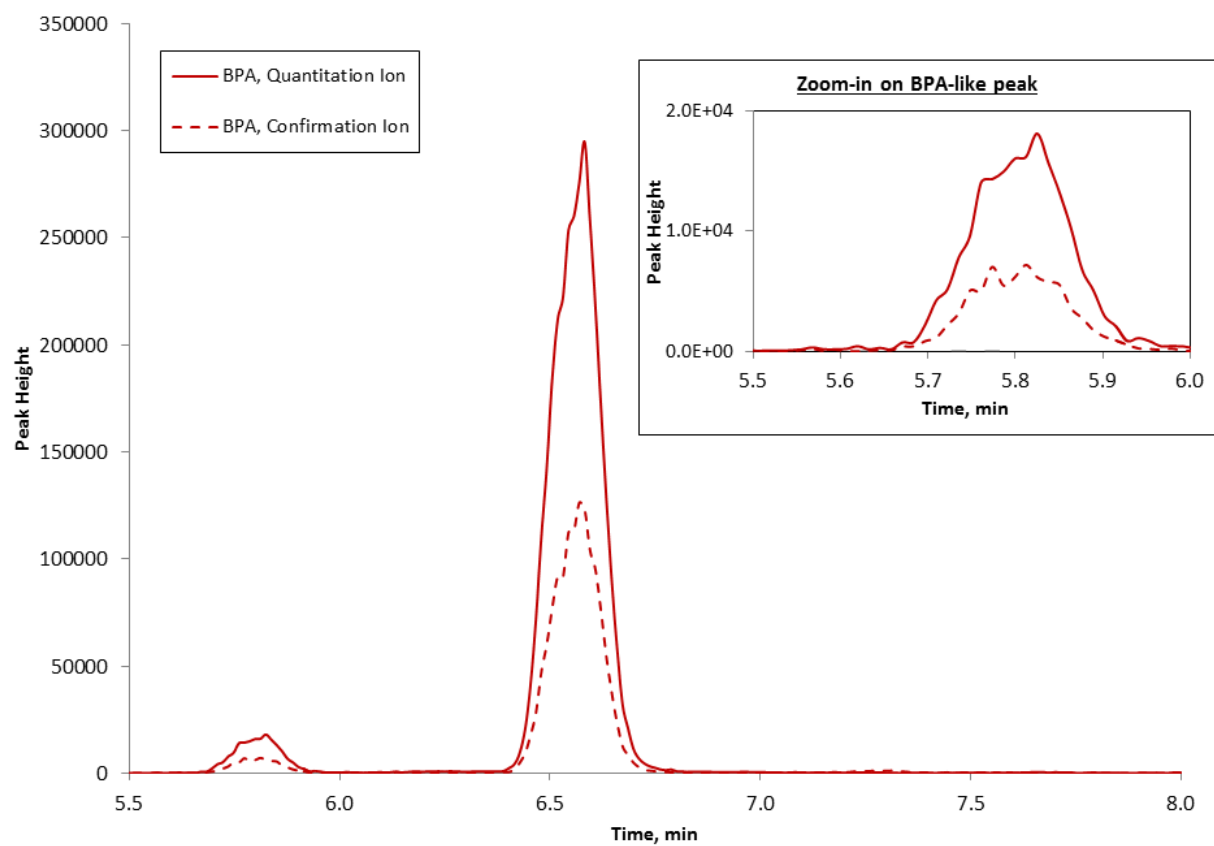 350000
300000
250000
200000
150000
100000
50000
0
Peak Height
5.5 6.0 6.5 7.0 7.5 8.0
Time, min
BPA, Quantitation Ion
BPA, Confirmation Ion
Zoom-in on BPA-like peak
2.0E+04
1.0E+04
0.0E+00
Peak Height
5.5 5.6 5.7 5.8 5.9 6.0
Time, min